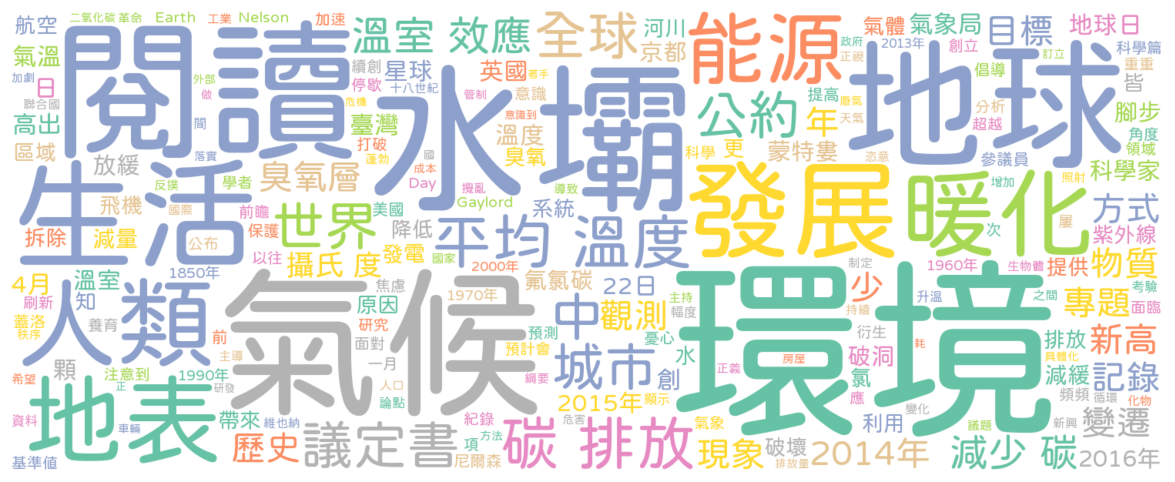 閱讀
水壩
地球
環境
氣候
生活
發展
暖化
人類
地表
能源
平均 溫度
碳 排放
城市
世界
全球
公約
議定書
溫室 效應
減少 碳
2014年
2015年
2016年
中
觀測
現象
歷史
變遷
記錄
新高
專題
物質
方式
紫外線
科學家
目標
年
少
臭氧層
攝氏 度
臺灣
英國
星球
京都
河川
氣象局
氣體
地球日
蒙特婁
更
科學
臭氧
溫度
意識
停歇
續創
十八世紀
著手
管制
意識到
危機
打破
蓬勃
國
成本
Day
攪亂
Gaylord
導致
系統
美國
降低
發電
國家
以往
前瞻
保護
學者
反撲
國際
公布
落實
間
做
外部
加速
Nelson
工業
Earth
二氧化碳 革命
航空
氣溫
日
加劇
聯合國
高出
區域
放緩
飛機
拆除
減量
4月
溫室
1850年
刷新
知
蓋洛
秩序
養育
前
顆
注意到
1990年
主導
研發
希望
正
帶來
資料
車輛
維也納
基準值
焦慮
原因
研究
面對
一月
人口
論點
1970年
2000年
氟氯碳
22日
預測
預計會
綱要
紀錄
項
方法
尼爾森
危害
顯示
創
水
憂心
主持
幅度
正義
氣象
變化
破壞
排放量
房屋
耗
破洞
氯
應
利用
衍生
持續
制定
升溫
1960年
生物體
之間
提供
考驗
面臨
排放
具體化
減緩
頻頻
循環
化物
議題
新興
增加
次
照射
屢
恣意
參議員
超越
分析
天氣
廢氣
提高
政府
正視
2013年
創立
訂立
倡導
科學篇
重重
皆
腳步
角度
領域